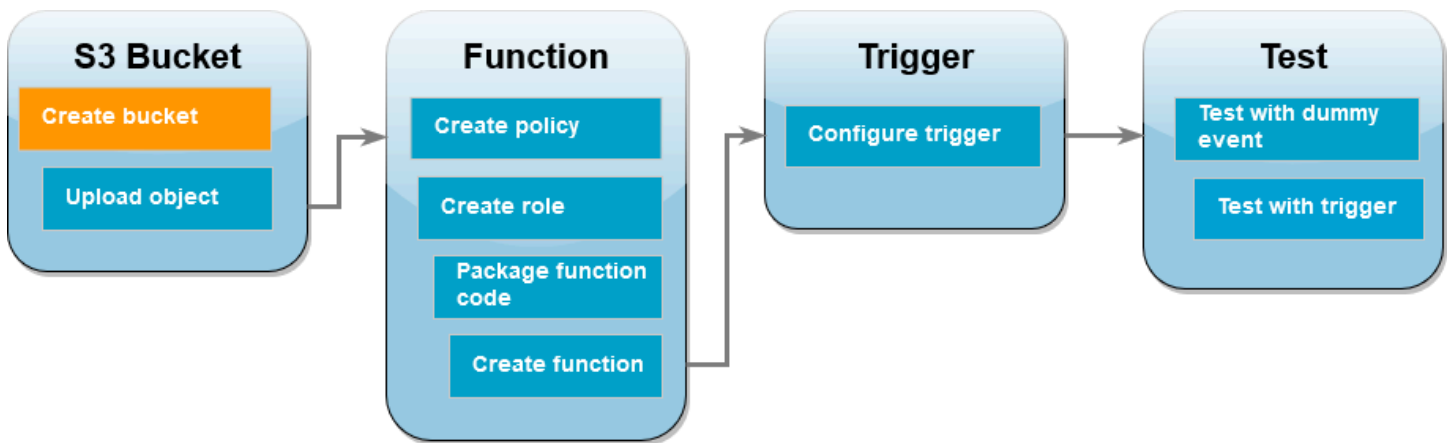 S3 Bucket
Create bucket
Upload object
Function
Create policy
Create role
Package function
code
Create function
Trigger
Configure trigger
Test
Test with dummy
event
Test with trigger